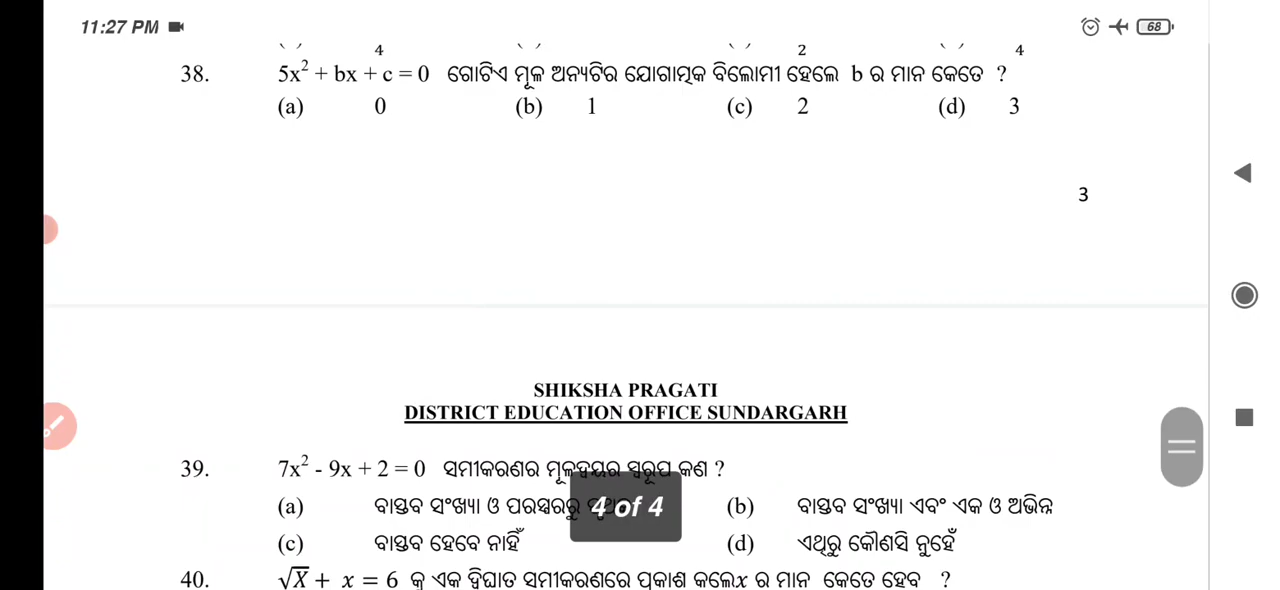 11:27 PM 68
4 2 4
38. 5x² + bx + c = 0 ଗୋଟିଏ ମୂଳ ଅନ୍ୟଟିର ଯୋଗାତ୍ମକ ବିଲୋମୀ ହେଲେ b ର ମାନ କେତେ ?
(a) 0 (b) 1 (c) 2 (d) 3
3
SHIKSHA PRAGATI
DISTRICT EDUCATION OFFICE SUNDARGARH
39. 7x² - 9x + 2 = 0 ସମୀକରଣର ମୂଳଦ୍ୱୟର ସ୍ୱରୂପ କଣ ?
(a) ବାସ୍ତବ ସଂଖ୍ୟା ଓ ପରସ୍ପରରୁ (b) ବାସ୍ତବ ସଂଖ୍ୟା ଏବଂ ଏକ ଓ ଅଭିନ୍ନ
4 of 4
(c) ବାସ୍ତବ ହେବେ ନାହିଁ (d) ଏଥିରୁ କୌଣସି ନୁହେଁ
40. √X + x = 6 କୁ ଏକ ଦ୍ୱିଘାତ ସମୀକରଣରେ ପ୍ରକାଶ କଲେx ର ମାନ କେତେ ହେବ ?